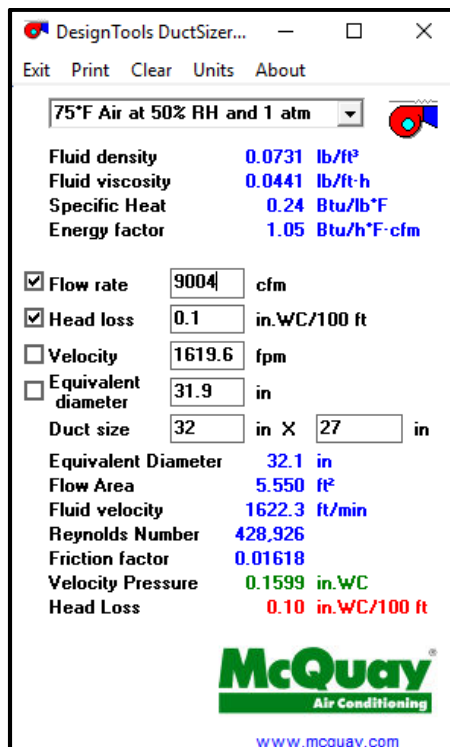 DesignTools DuctSizer...
Exit Print Clear Units About
75°F Air at 50% RH and 1 atm
Fluid density 0.0731 lb/ft³
Fluid viscosity 0.0441 lb/ft·h
Specific Heat 0.24 Btu/lb°F
Energy factor 1.05 Btu/h°F·cfm
Flow rate 9004 cfm
Head loss 0.1 in.WC/100 ft
Velocity 1619.6 fpm
Equivalent
diameter 31.9 in
Duct size 32 in X 27 in
Equivalent Diameter 32.1 in
Flow Area 5.550 ft²
Fluid velocity 1622.3 ft/min
Reynolds Number 428,926
Friction factor 0.01618
Velocity Pressure 0.1599 in.WC
Head Loss 0.10 in.WC/100 ft
McQuay®
Air Conditioning
www.mcquay.com